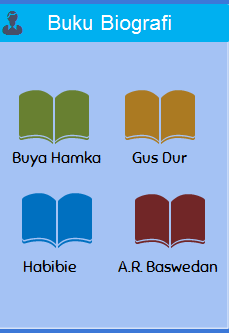 Buku Biografi
Buya Hamka
Gus Dur
Habibie
A.R. Baswedan